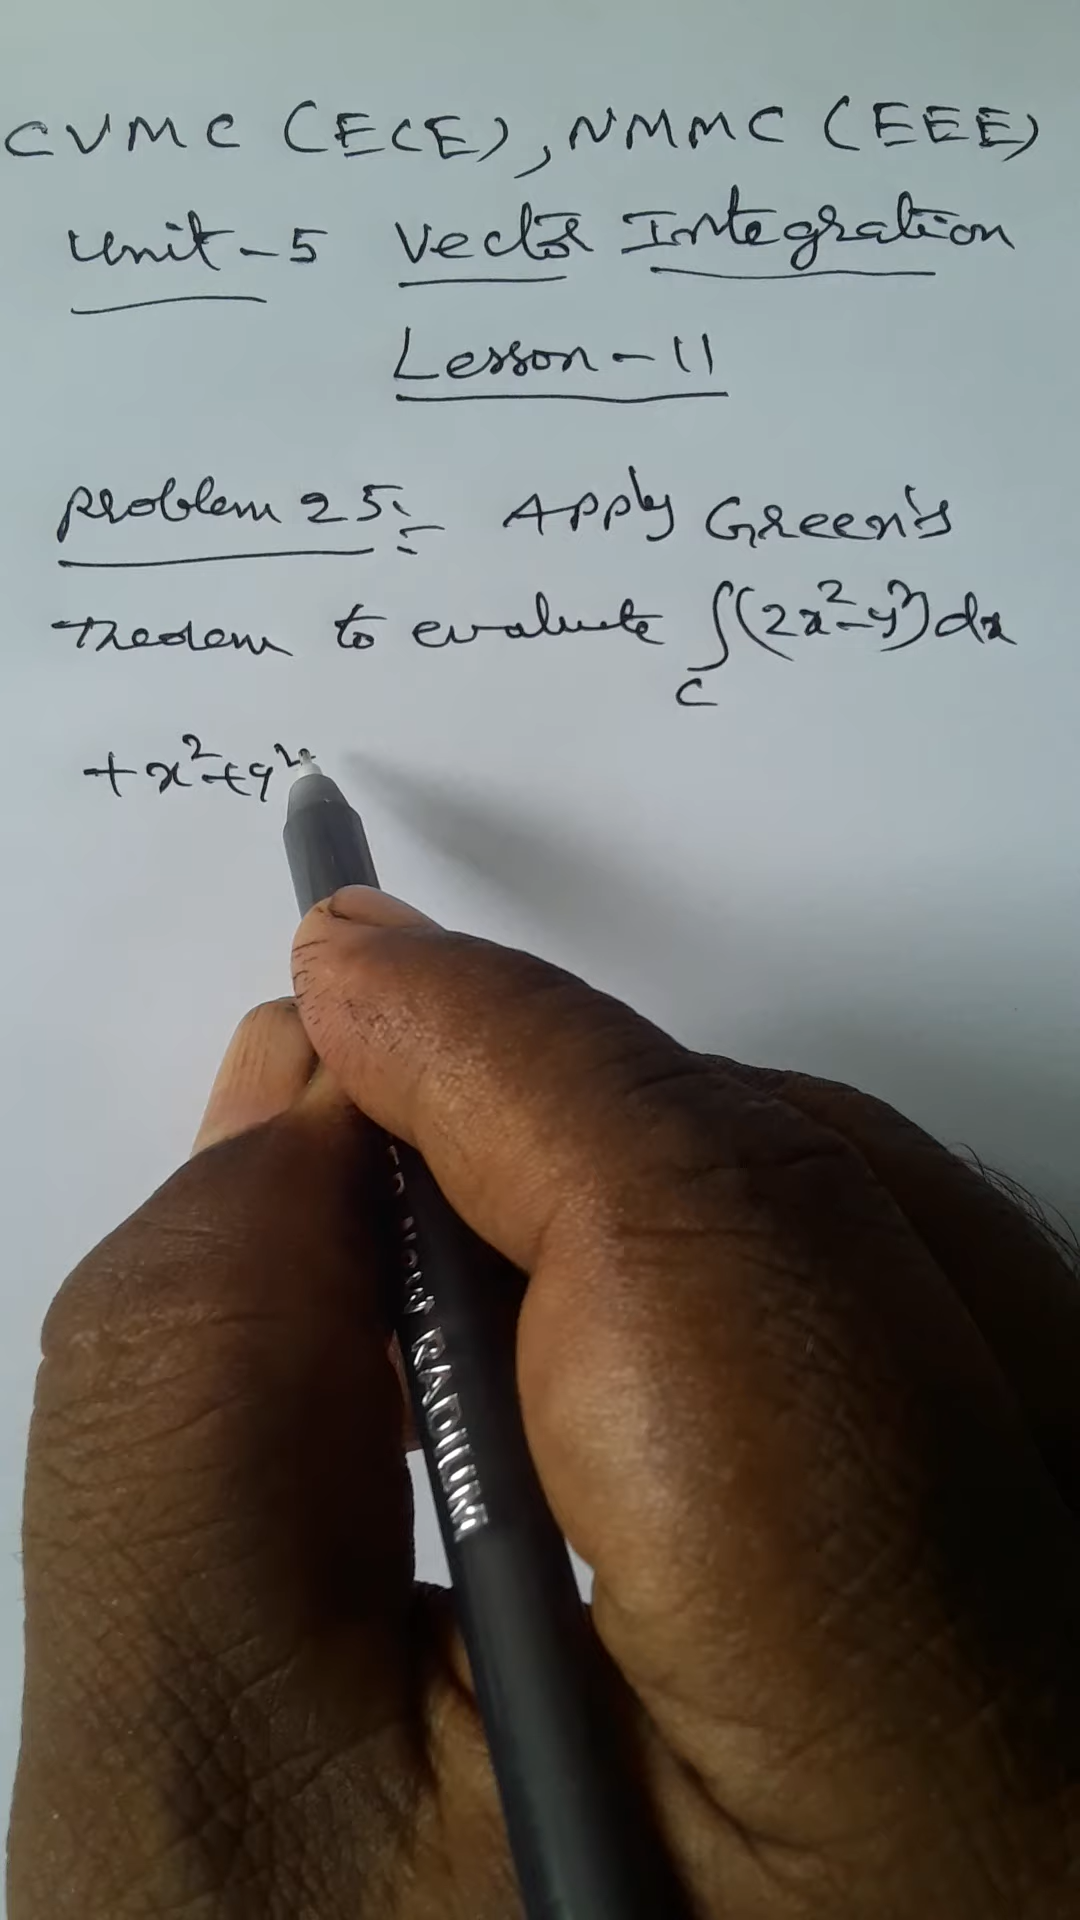 CVMC (ECE), NMMC (EEE)
Unit-5 Vector Integration
Lesson-11
Problem 25:- Apply Green's
Theorem to evaluate ∫(2x²-y²)dx
C
+x²+y²
RADIUM